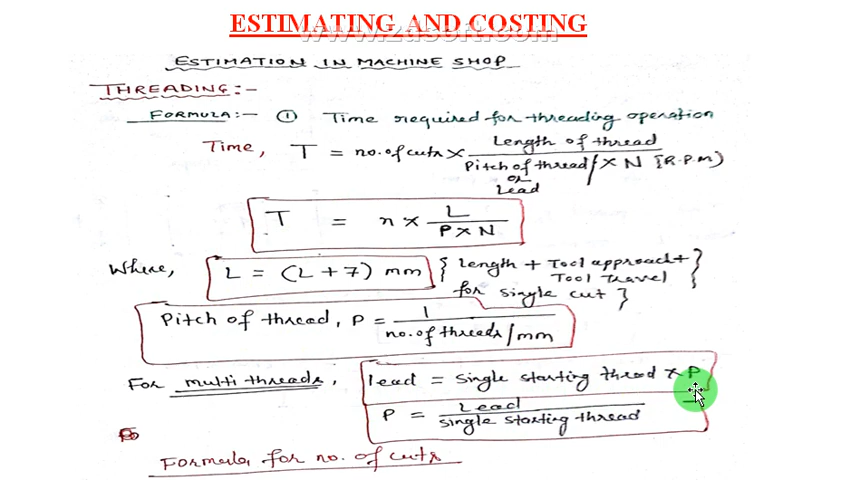 ESTIMATING AND COSTING
www.zdsoft.com
ESTIMATION IN MACHINE SHOP
THREADING:-
FORMULA:- ① Time required for threading operation
Time, T = no. of cuts × Length of thread / Pitch of thread / × N [R.P.M)
or
Lead
T = n × L / P × N
Where, L = (L + 7) mm { Length + Tool approach +
Tool Travel
for single cut }
Pitch of thread, P = 1 / no. of threads/mm
For multi threads, lead = single starting thread × P
P = Lead / single starting thread
Formula for no. of cuts